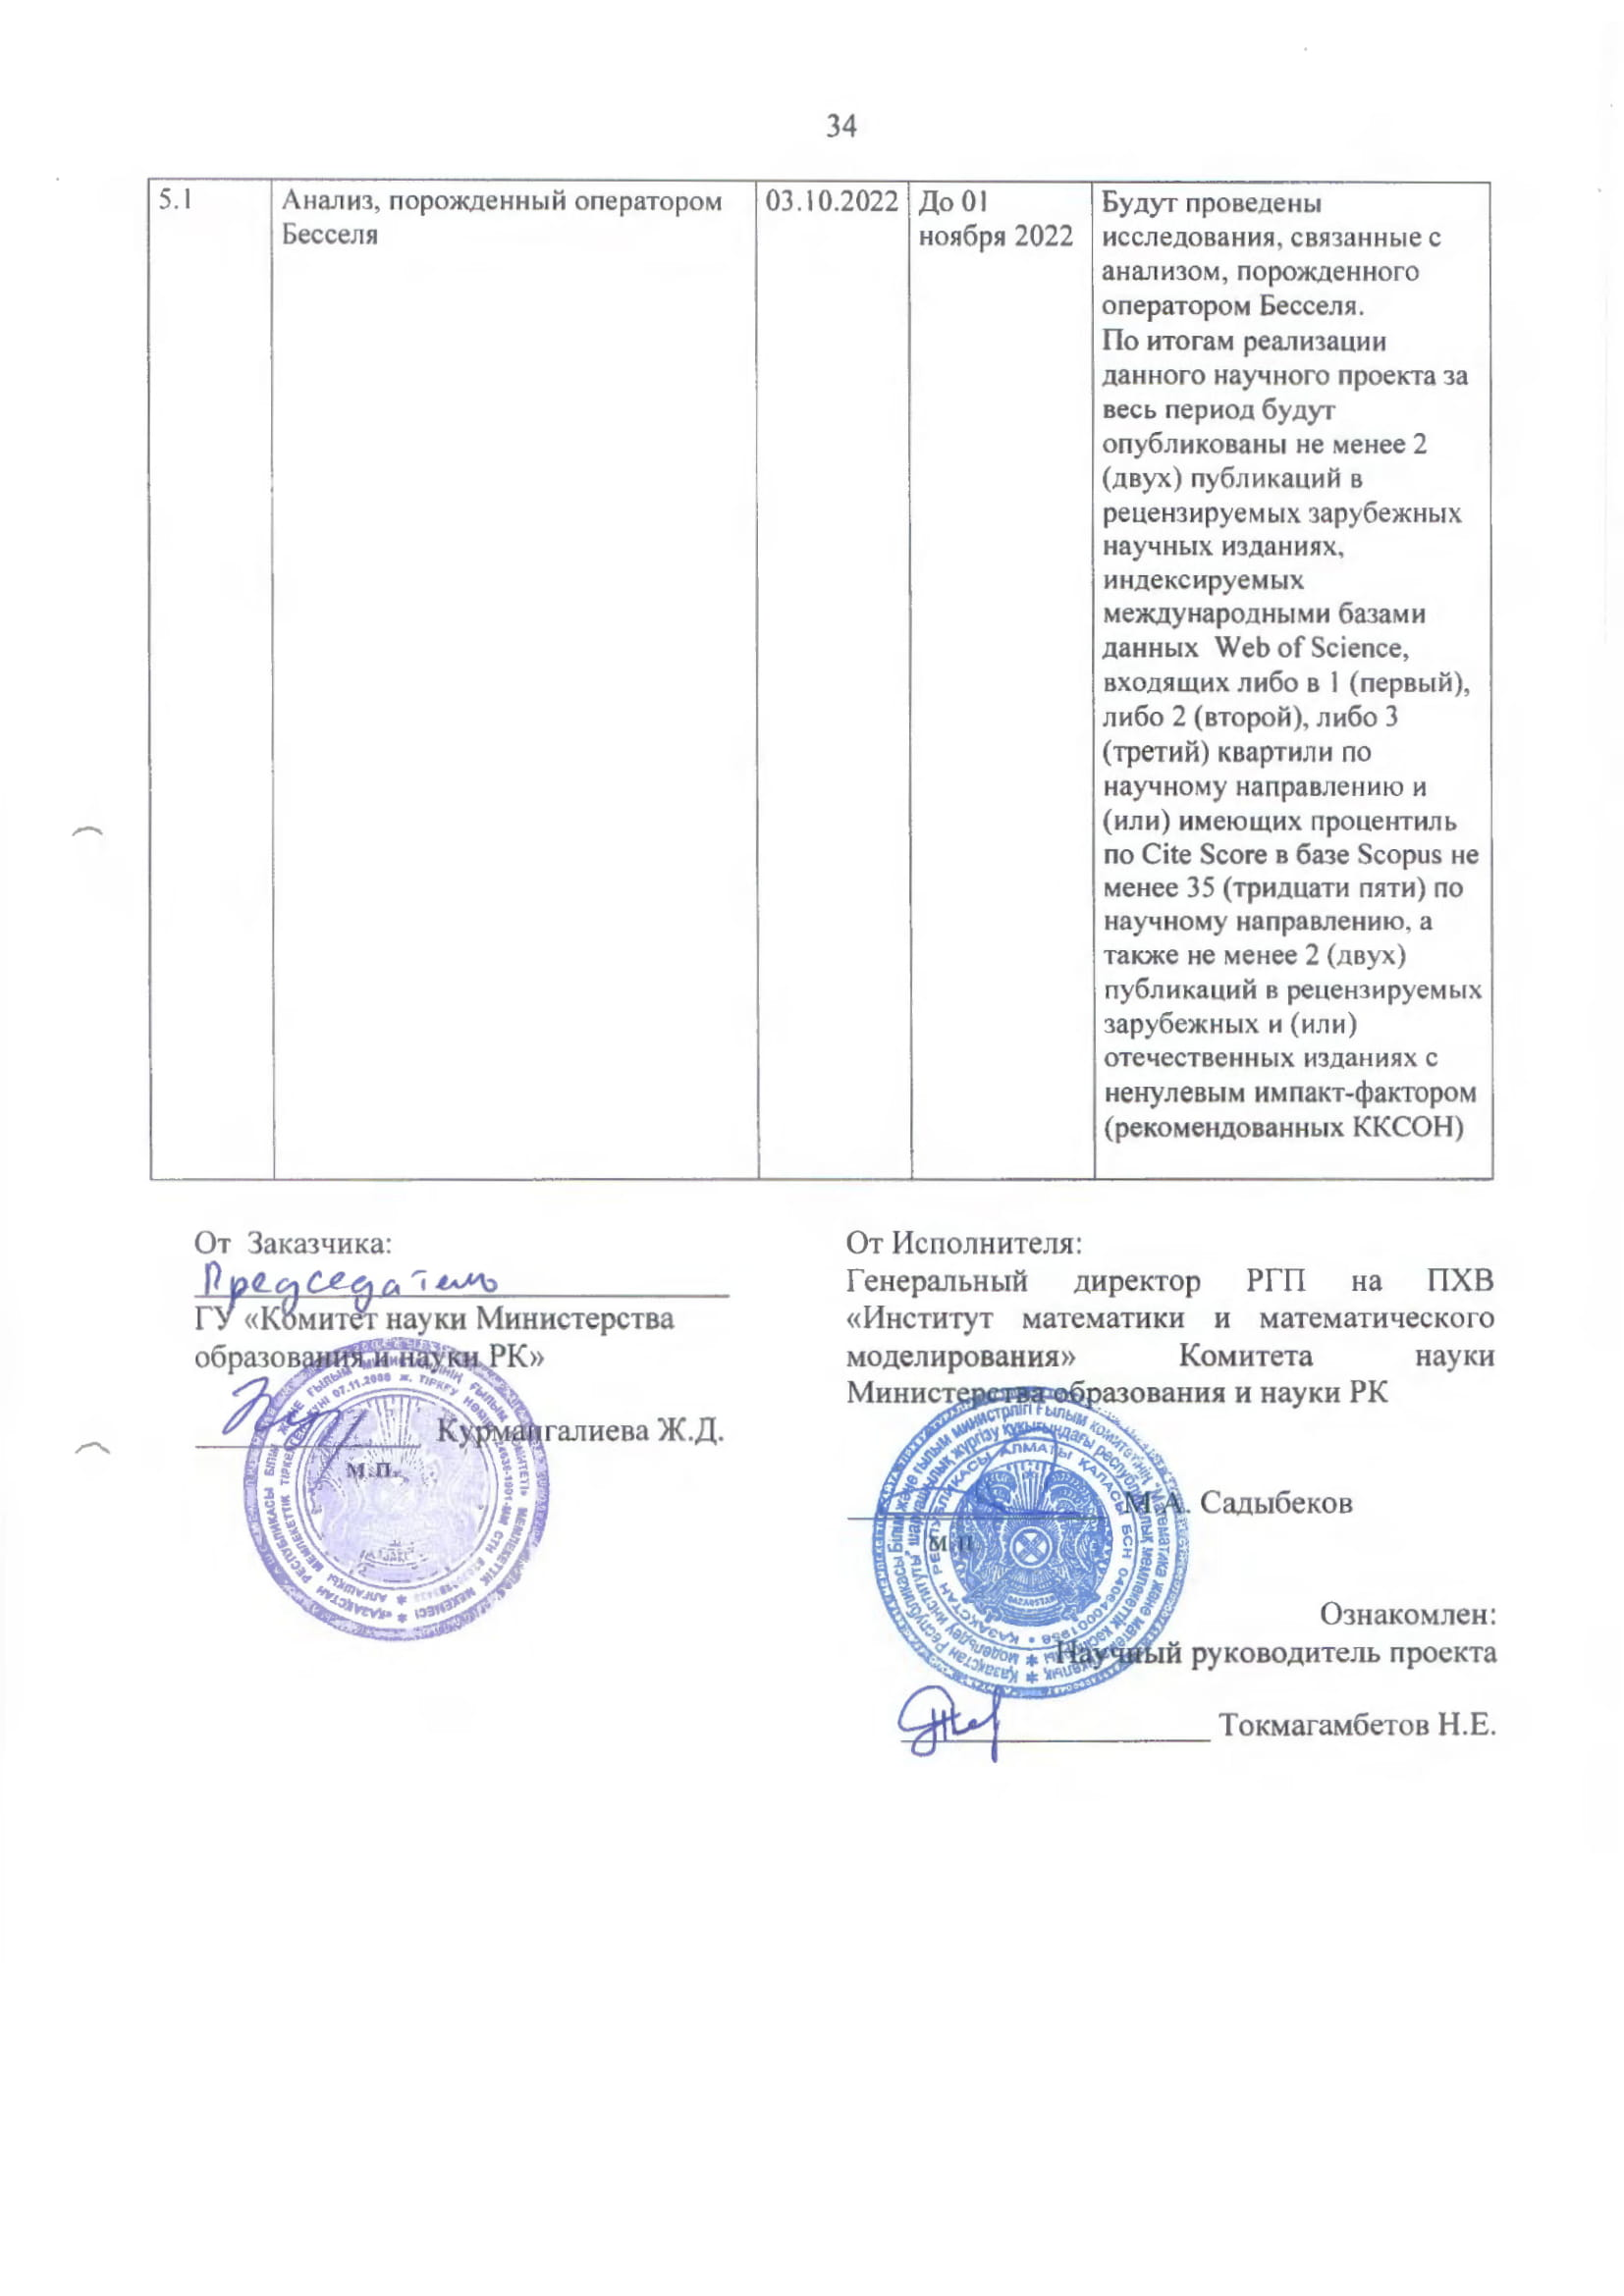 34
5.1
Анализ, порожденный оператором
Бесселя
03.10.2022
До 01
ноября 2022
Будут проведены
исследования, связанные с
анализом, порожденного
оператором Бесселя.
По итогам реализации
данного научного проекта за
весь период будут
опубликованы не менее 2
(двух) публикаций в
рецензируемых зарубежных
научных изданиях,
индексируемых
международными базами
данных Web of Science,
входящих либо в 1 (первый),
либо 2 (второй), либо 3
(третий) квартили по
научному направлению и
(или) имеющих процентиль
по Cite Score в базе Scopus не
менее 35 (тридцати пяти) по
научному направлению, а
также не менее 2 (двух)
публикаций в рецензируемых
зарубежных и (или)
отечественных изданиях с
ненулевым импакт-фактором
(рекомендованных ККСОН)
От Заказчика:
Председатель
ГУ «Комитет науки Министерства
образования и науки РК»
Курмангалиева Ж.Д.
М.П.
От Исполнителя:
Генеральный директор РГП на ПХВ
«Институт математики и математического
моделирования» Комитета науки
Министерства образования и науки РК
М.А. Садыбеков
М.П.
ҚАЗАҚСТАН РЕСПУБЛИКАСЫ АЛМАТЫ ҚАЛАСЫ БСН
Ознакомлен:
Научный руководитель проекта
Токмагамбетов Н.Е.